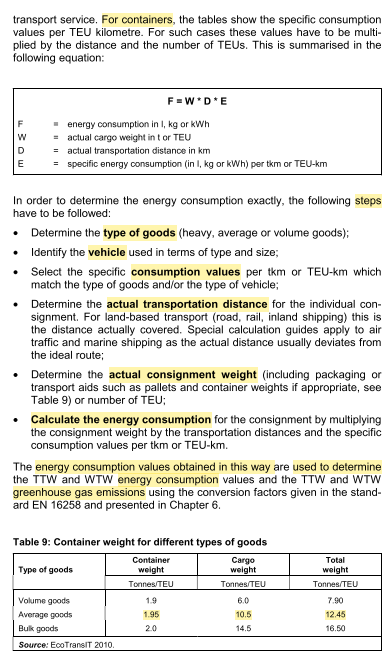 transport service. For containers, the tables show the specific consumption
values per TEU kilometre. For such cases these values have to be multi-
plied by the distance and the number of TEUs. This is summarised in the
following equation:
F = W * D * E
F = energy consumption in l, kg or kWh
W = actual cargo weight in t or TEU
D = actual transportation distance in km
E = specific energy consumption (in l, kg or kWh) per tkm or TEU-km
In order to determine the energy consumption exactly, the following steps
have to be followed:
• Determine the type of goods (heavy, average or volume goods);
• Identify the vehicle used in terms of type and size;
• Select the specific consumption values per tkm or TEU-km which
match the type of goods and/or the type of vehicle;
• Determine the actual transportation distance for the individual con-
signment. For land-based transport (road, rail, inland shipping) this is
the distance actually covered. Special calculation guides apply to air
traffic and marine shipping as the actual distance usually deviates from
the ideal route;
• Determine the actual consignment weight (including packaging or
transport aids such as pallets and container weights if appropriate, see
Table 9) or number of TEU;
• Calculate the energy consumption for the consignment by multiplying
the consignment weight by the transportation distances and the specific
consumption values per tkm or TEU-km.
The energy consumption values obtained in this way are used to determine
the TTW and WTW energy consumption values and the TTW and WTW
greenhouse gas emissions using the conversion factors given in the stand-
ard EN 16258 and presented in Chapter 6.
Table 9: Container weight for different types of goods
Type of goods Container weight Cargo weight Total weight
Tonnes/TEU Tonnes/TEU Tonnes/TEU
Volume goods 1.9 6.0 7.90
Average goods 1.95 10.5 12.45
Bulk goods 2.0 14.5 16.50
Source: EcoTransIT 2010.